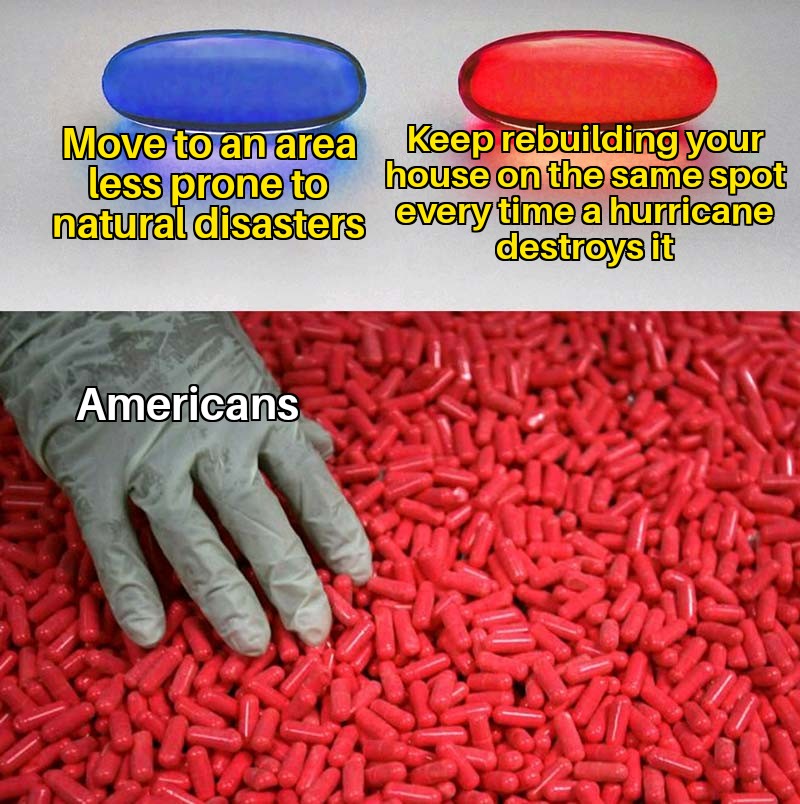 Move to an area
less prone to
natural disasters
Keep rebuilding your
house on the same spot
every time a hurricane
destroys it
Americans